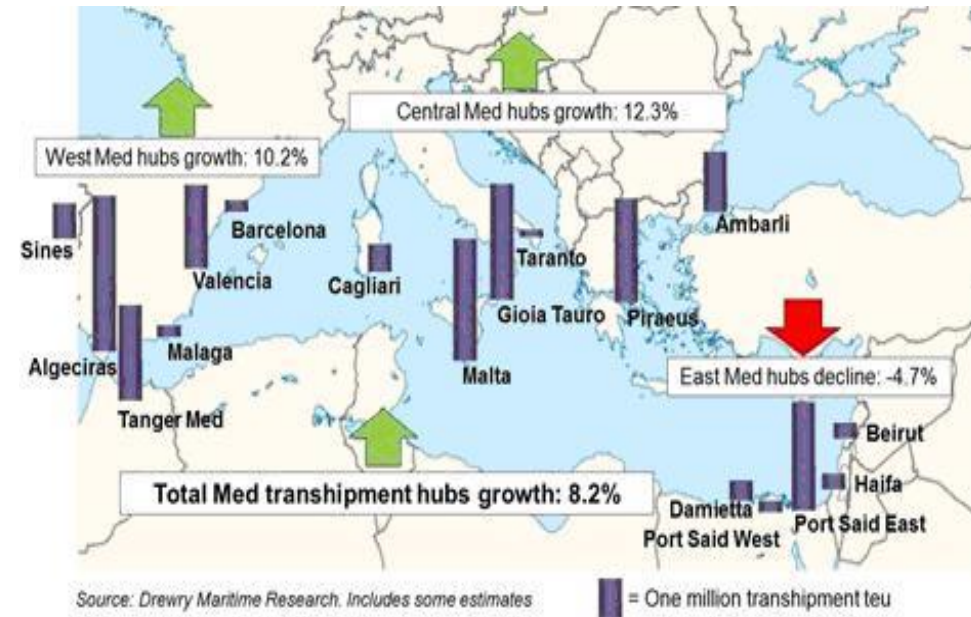 Central Med hubs growth: 12.3%
West Med hubs growth: 10.2%
Ambarli
Barcelona
Sines
Taranto
Valencia
Cagliari
Gioia Tauro
Piraeus
Algeciras
Malaga
Malta
East Med hubs decline: -4.7%
Tanger Med
Beirut
Total Med transhipment hubs growth: 8.2%
Haifa
Damietta
Port Said East
Port Said West
Source: Drewry Maritime Research. Includes some estimates
= One million transhipment teu